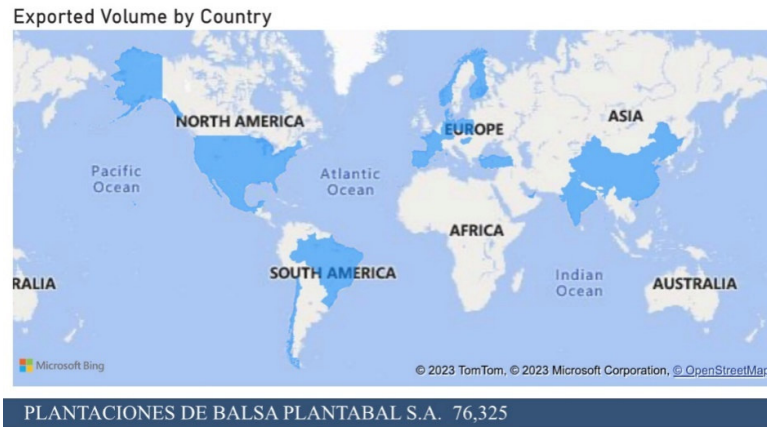 Exported Volume by Country
NORTH AMERICA
EUROPE
ASIA
Pacific
Ocean
Atlantic
Ocean
AFRICA
SOUTH AMERICA
Indian
Ocean
RALIA
AUSTRALIA
Microsoft Bing
© 2023 TomTom, © 2023 Microsoft Corporation, © OpenStreetMap
PLANTACIONES DE BALSA PLANTABAL S.A. 76,325